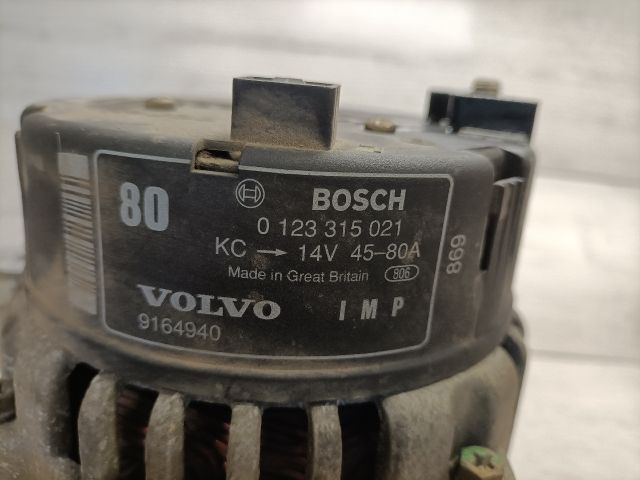 80
BOSCH
0 123 315 021
KC → 14V 45-80A
Made in Great Britain 806
VOLVO IMP
9164940
869